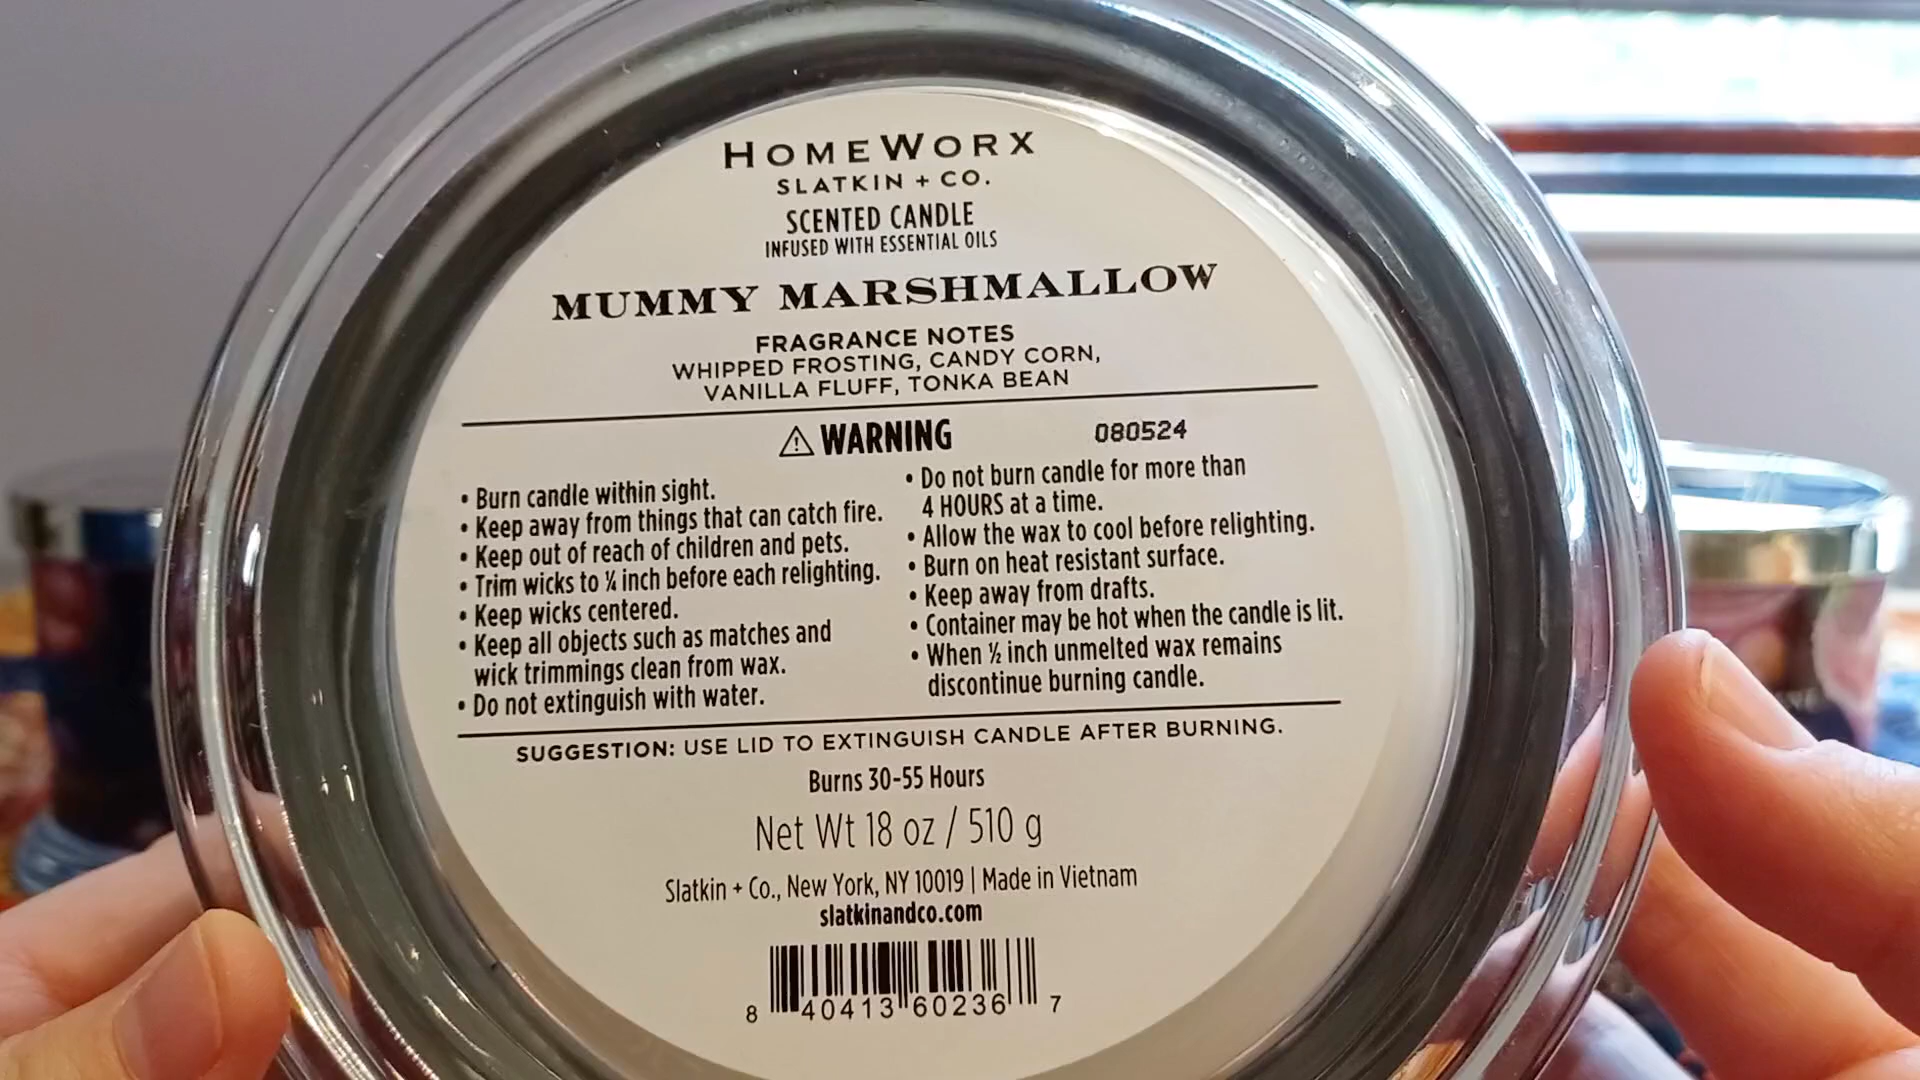 HOMEWORX
SLATKIN + CO.
SCENTED CANDLE
INFUSED WITH ESSENTIAL OILS
MUMMY MARSHMALLOW
FRAGRANCE NOTES
WHIPPED FROSTING, CANDY CORN,
VANILLA FLUFF, TONKA BEAN
⚠ WARNING
080524
• Burn candle within sight.
• Keep away from things that can catch fire.
• Keep out of reach of children and pets.
• Trim wicks to ¼ inch before each relighting.
• Keep wicks centered.
• Keep all objects such as matches and
wick trimmings clean from wax.
• Do not extinguish with water.
• Do not burn candle for more than
4 HOURS at a time.
• Allow the wax to cool before relighting.
• Burn on heat resistant surface.
• Keep away from drafts.
• Container may be hot when the candle is lit.
• When ½ inch unmelted wax remains
discontinue burning candle.
SUGGESTION: USE LID TO EXTINGUISH CANDLE AFTER BURNING.
Burns 30-55 Hours
Net Wt 18 oz / 510 g
Slatkin + Co., New York, NY 10019 | Made in Vietnam
slatkinandco.com
8 40413 60236 7